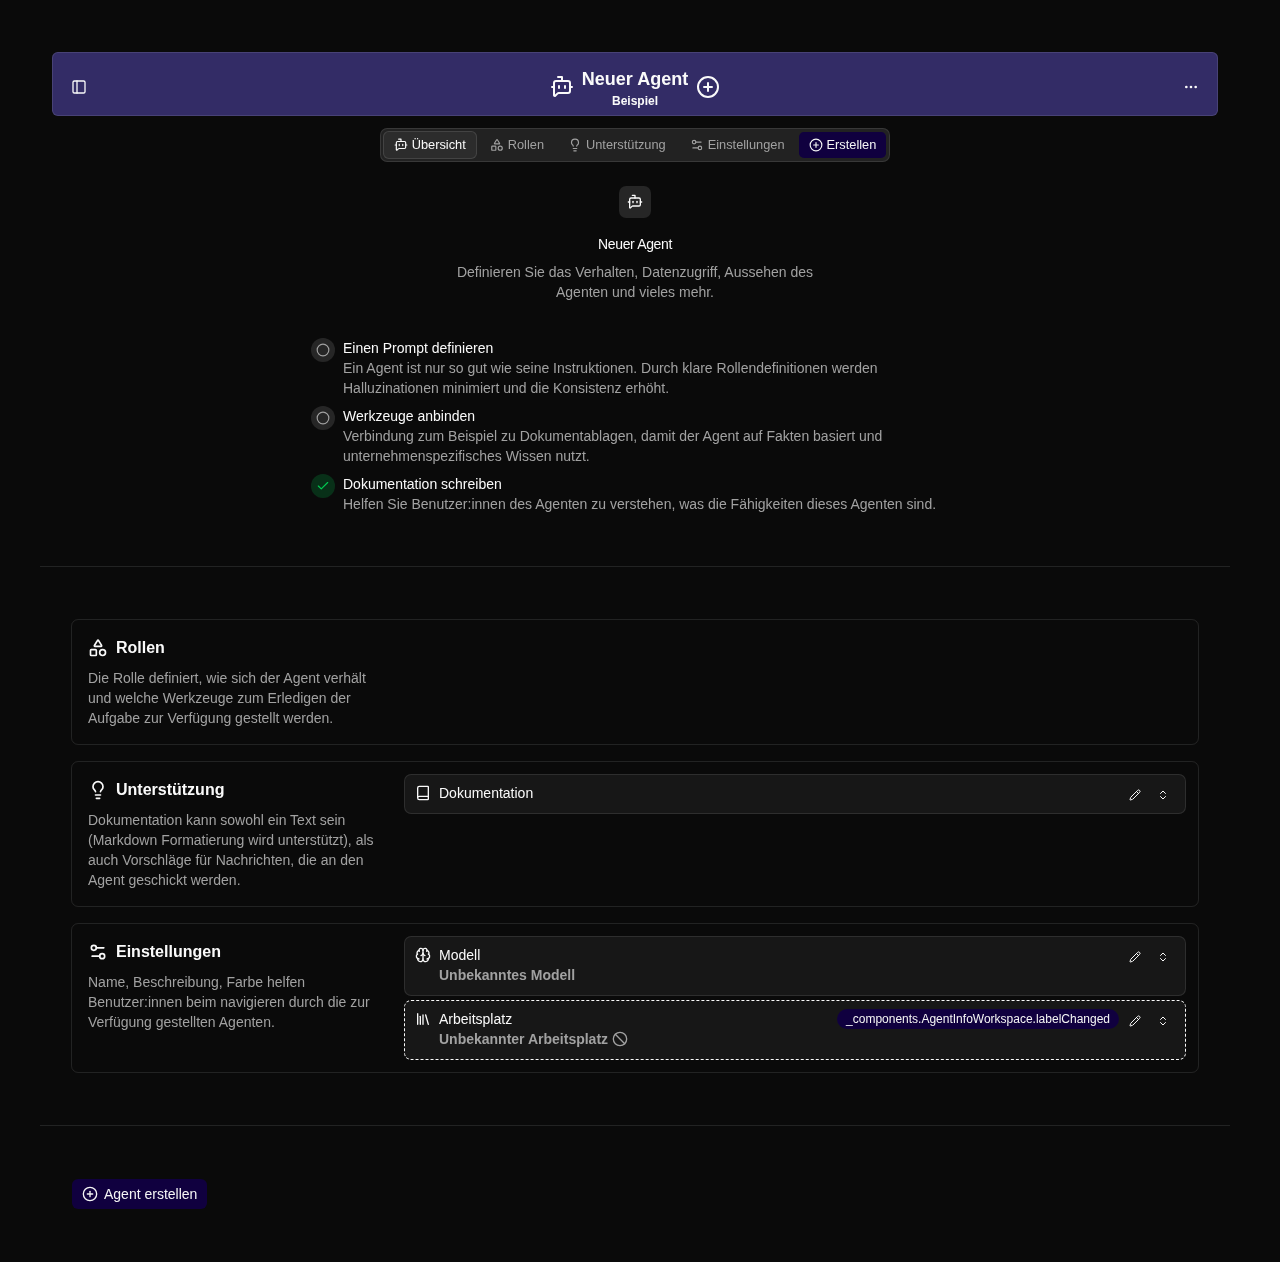 Neuer Agent
Beispiel
Übersicht
Rollen
Unterstützung
Einstellungen
Erstellen
Neuer Agent
Definieren Sie das Verhalten, Datenzugriff, Aussehen des
Agenten und vieles mehr.
Einen Prompt definieren
Ein Agent ist nur so gut wie seine Instruktionen. Durch klare Rollendefinitionen werden
Halluzinationen minimiert und die Konsistenz erhöht.
Werkzeuge anbinden
Verbindung zum Beispiel zu Dokumentablagen, damit der Agent auf Fakten basiert und
unternehmenspezifisches Wissen nutzt.
Dokumentation schreiben
Helfen Sie Benutzer:innen des Agenten zu verstehen, was die Fähigkeiten dieses Agenten sind.
Rollen
Die Rolle definiert, wie sich der Agent verhält
und welche Werkzeuge zum Erledigen der
Aufgabe zur Verfügung gestellt werden.
Unterstützung
Dokumentation kann sowohl ein Text sein
(Markdown Formatierung wird unterstützt), als
auch Vorschläge für Nachrichten, die an den
Agent geschickt werden.
Dokumentation
Einstellungen
Name, Beschreibung, Farbe helfen
Benutzer:innen beim navigieren durch die zur
Verfügung gestellten Agenten.
Modell
Unbekanntes Modell
Arbeitsplatz
_components.AgentInfoWorkspace.labelChanged
Unbekannter Arbeitsplatz
Agent erstellen